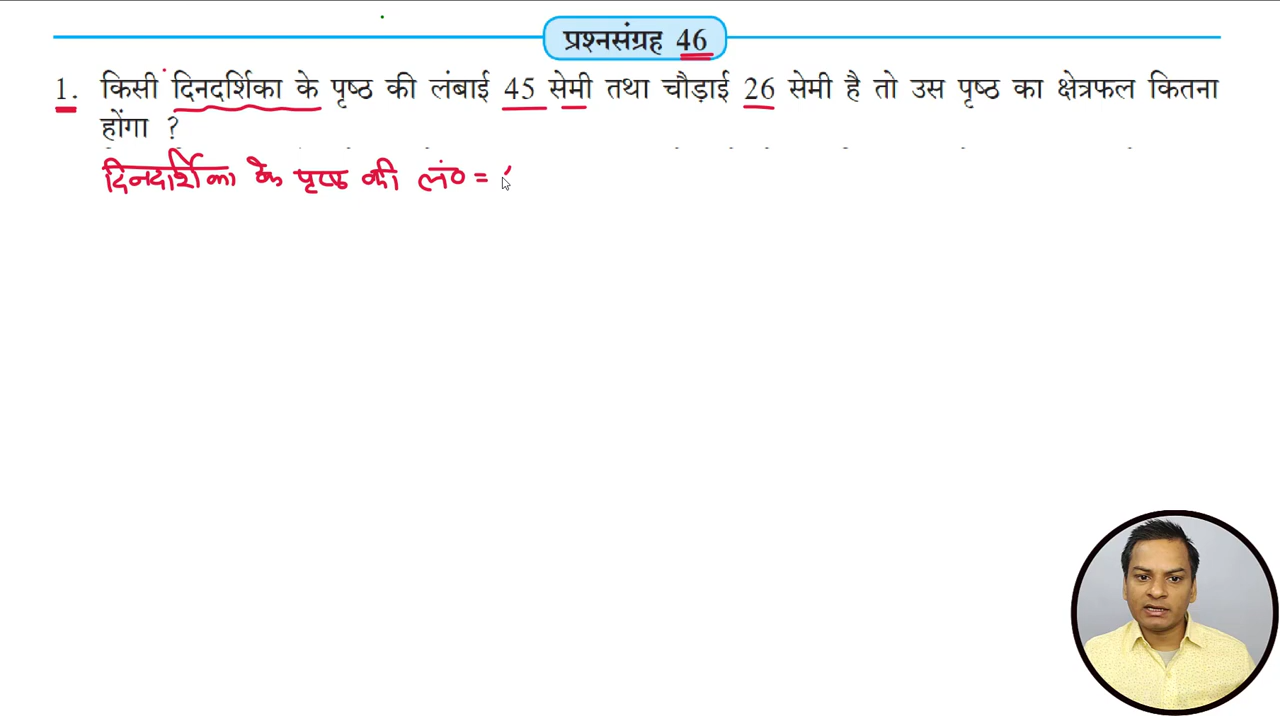 प्रश्नसंग्रह 46
1. किसी दिनदर्शिका के पृष्ठ की लंबाई 45 सेमी तथा चौड़ाई 26 सेमी है तो उस पृष्ठ का क्षेत्रफल कितना
होंगा ?
दिनदर्शिका के पृष्ठ की लं० =